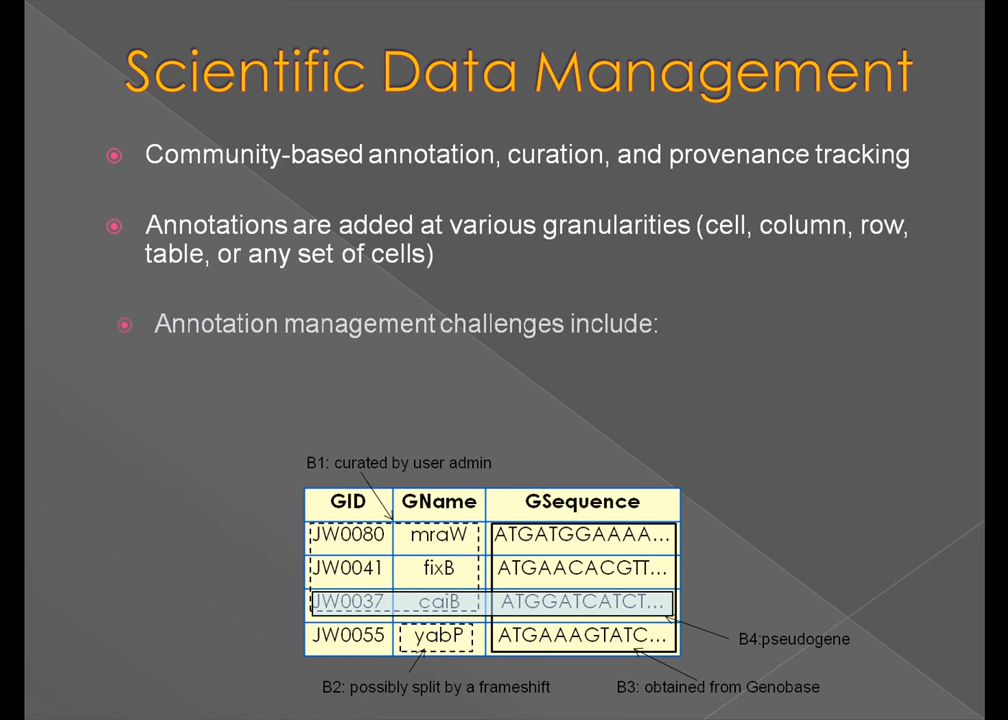 Scientific Data Management
Community-based annotation, curation, and provenance tracking
Annotations are added at various granularities (cell, column, row,
table, or any set of cells)
Annotation management challenges include:
B1: curated by user admin
GID GName GSequence
JW0080 mraW ATGATGGAAAA...
JW0041 fixB ATGAACACGTT...
JW0037 caiB ATGGATCATCT...
JW0055 yabP ATGAAAGTATC...
B4:pseudogene
B2: possibly split by a frameshift B3: obtained from Genobase